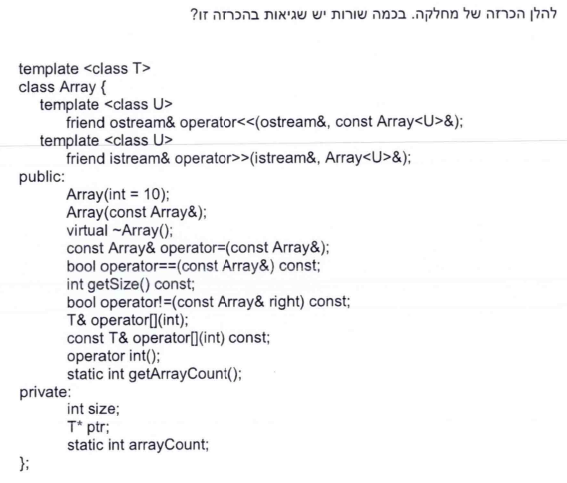 להלן הכרזה של מחלקה. בכמה שורות יש שגיאות בהכרזה זו?
template <class T>
class Array {
template <class U>
friend ostream& operator<<(ostream&, const Array<U>&);
template <class U>
friend istream& operator>>(istream&, Array<U>&);
public:
Array(int = 10);
Array(const Array&);
virtual ~Array();
const Array& operator=(const Array&);
bool operator==(const Array&) const;
int getSize() const;
bool operator!=(const Array& right) const;
T& operator[](int);
const T& operator[](int) const;
operator int();
static int getArrayCount();
private:
int size;
T* ptr;
static int arrayCount;
};